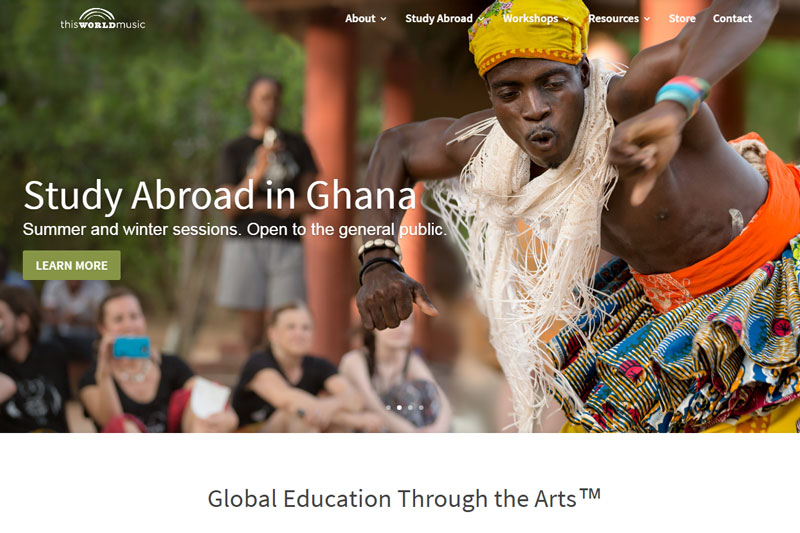 thisWORLDmusic
About Study Abroad Workshops Resources Store Contact
Study Abroad in Ghana
Summer and winter sessions. Open to the general public.
LEARN MORE
Global Education Through the Arts™